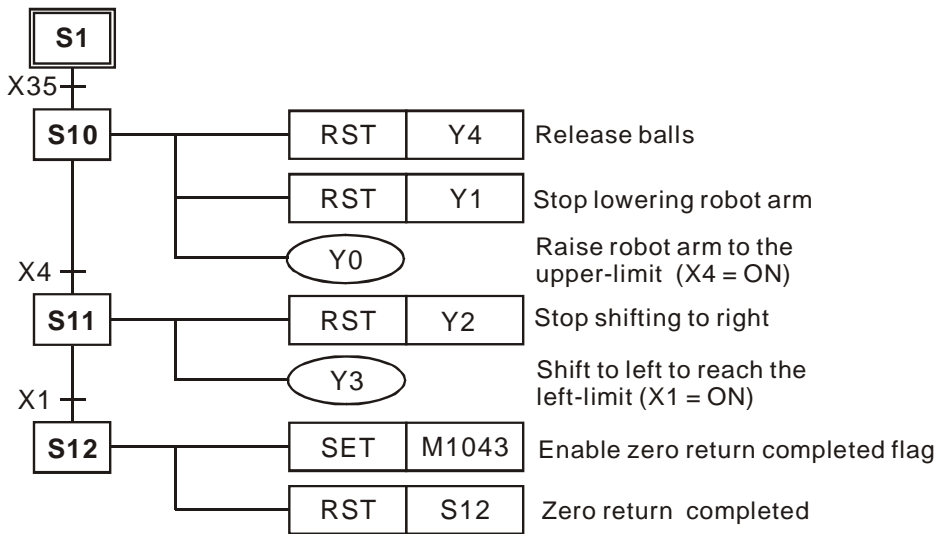 S1
X35
S10
RST Y4 Release balls
RST Y1 Stop lowering robot arm
Y0 Raise robot arm to the
upper-limit (X4 = ON)
X4
S11
RST Y2 Stop shifting to right
Y3 Shift to left to reach the
left-limit (X1 = ON)
X1
S12
SET M1043 Enable zero return completed flag
RST S12 Zero return completed